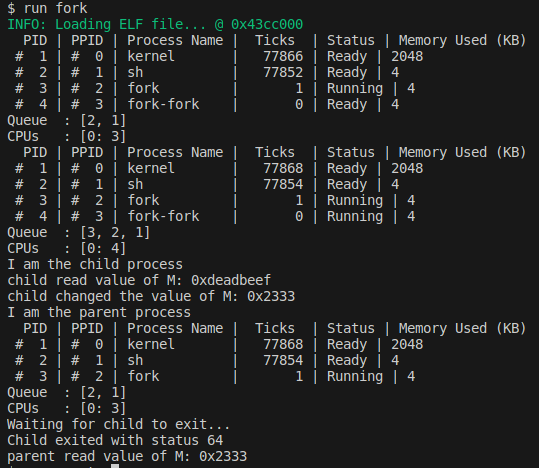 $ run fork
INFO: Loading ELF file... @ 0x43cc000
  PID | PPID | Process Name |  Ticks    | Status | Memory Used (KB)
 #  1 | #  0 | kernel       |   77866 | Ready | 2048
 #  2 | #  1 | sh           |   77852 | Ready | 4
 #  3 | #  2 | fork         |       1 | Running | 4
 #  4 | #  3 | fork-fork    |       0 | Ready | 4
Queue  : [2, 1]
CPUs   : [0: 3]
  PID | PPID | Process Name |  Ticks    | Status | Memory Used (KB)
 #  1 | #  0 | kernel       |   77868 | Ready | 2048
 #  2 | #  1 | sh           |   77854 | Ready | 4
 #  3 | #  2 | fork         |       1 | Running | 4
 #  4 | #  3 | fork-fork    |       0 | Running | 4
Queue  : [3, 2, 1]
CPUs   : [0: 4]
I am the child process
child read value of M: 0xdeadbeef
child changed the value of M: 0x2333
I am the parent process
  PID | PPID | Process Name |  Ticks    | Status | Memory Used (KB)
 #  1 | #  0 | kernel       |   77868 | Ready | 2048
 #  2 | #  1 | sh           |   77854 | Ready | 4
 #  3 | #  2 | fork         |       1 | Running | 4
Queue  : [2, 1]
CPUs   : [0: 3]
Waiting for child to exit...
Child exited with status 64
parent read value of M: 0x2333